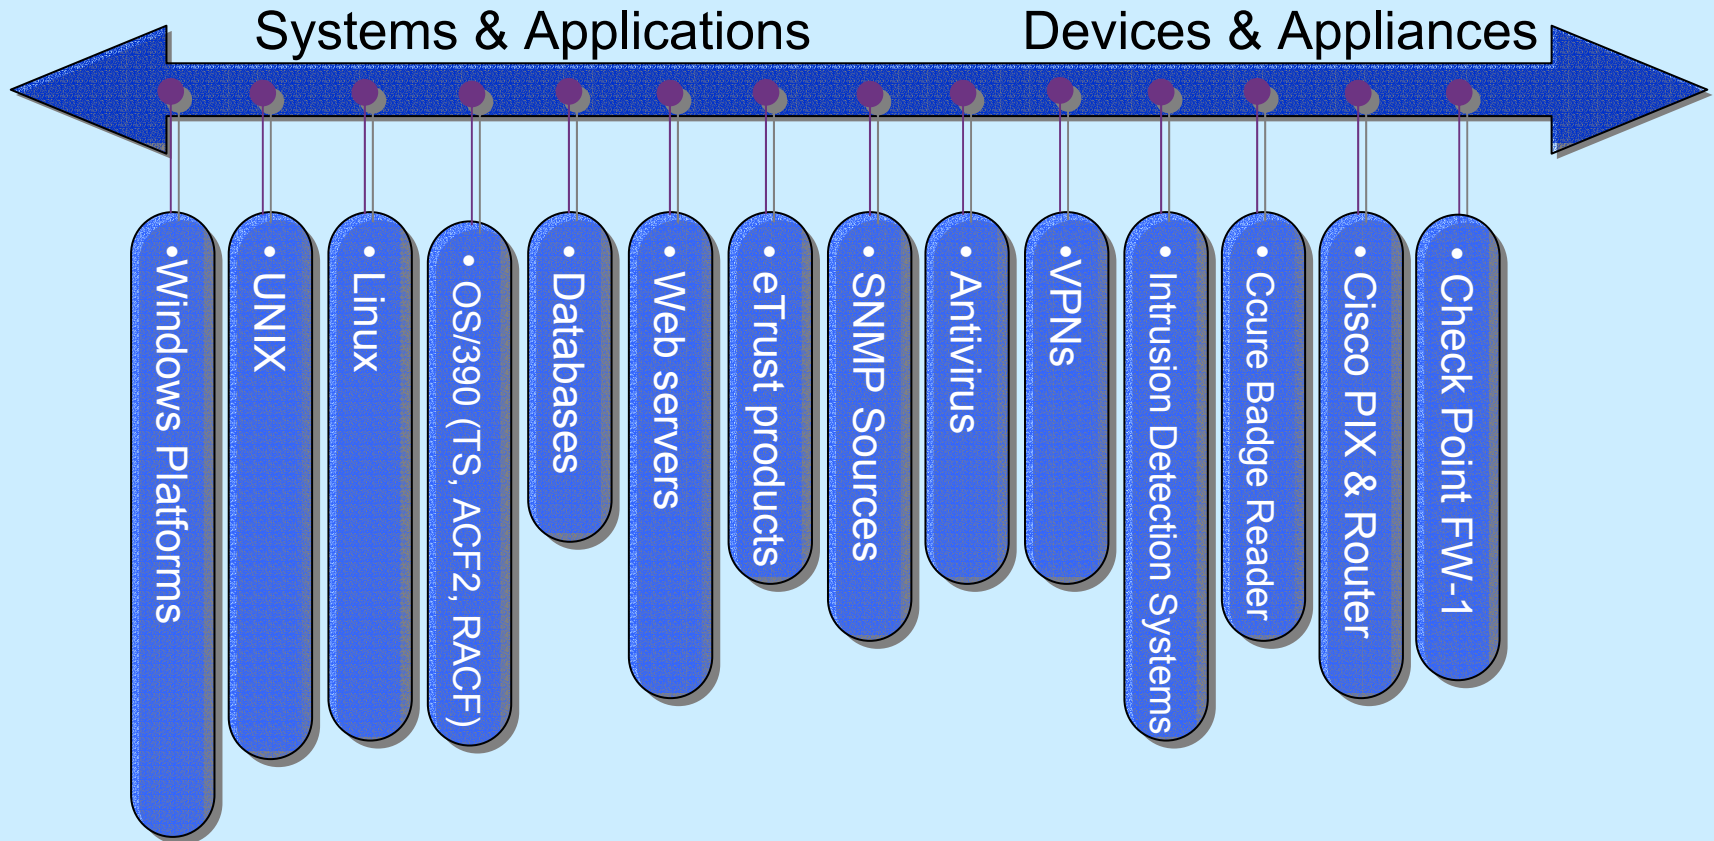 Systems & Applications
Devices & Appliances
• Windows Platforms
• UNIX
• Linux
• OS/390 (TS, ACF2, RACF)
• Databases
• Web servers
• eTrust products
• SNMP Sources
• Antivirus
• VPNs
• Intrusion Detection Systems
• Ccure Badge Reader
• Cisco PIX & Router
• Check Point FW-1